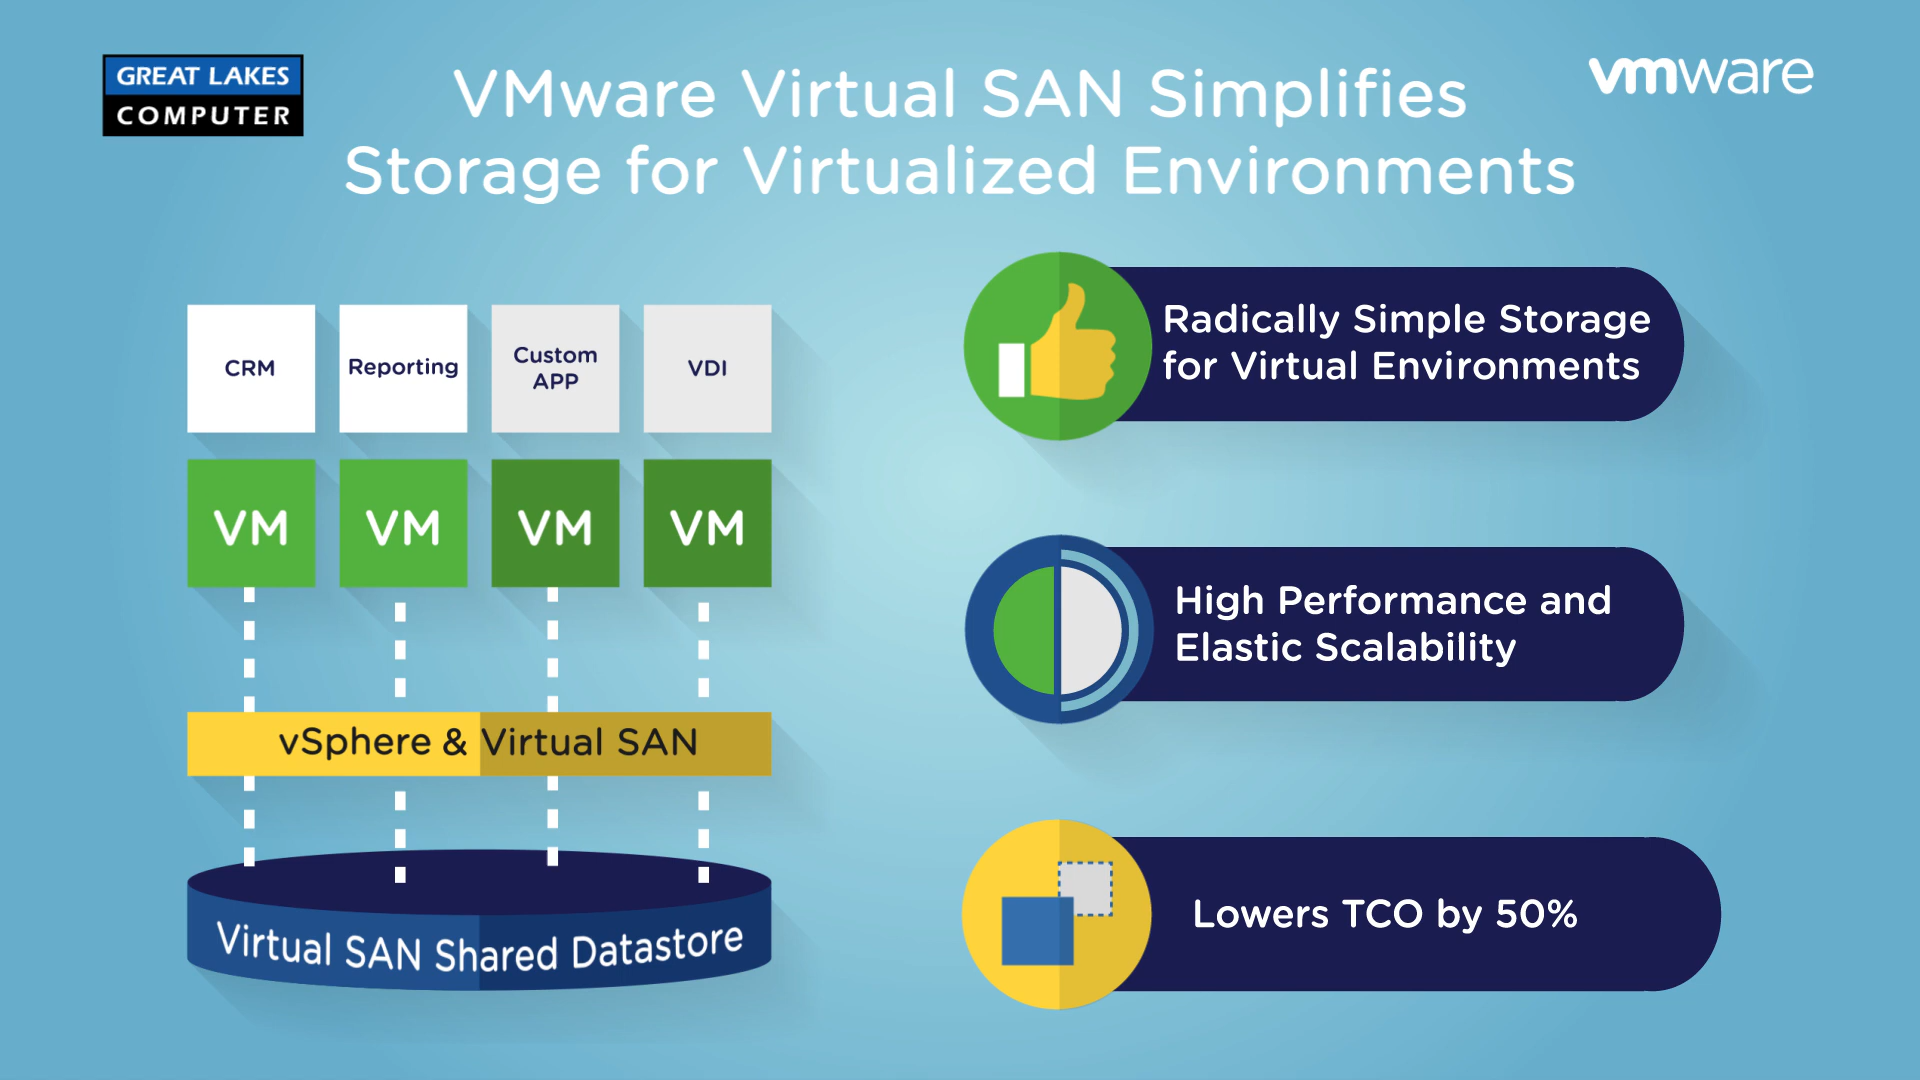 GREAT LAKES
COMPUTER
VMware Virtual SAN Simplifies
Storage for Virtualized Environments
vmware
CRM
Reporting
Custom
APP
VDI
VM
VM
VM
VM
vSphere & Virtual SAN
Virtual SAN Shared Datastore
Radically Simple Storage
for Virtual Environments
High Performance and
Elastic Scalability
Lowers TCO by 50%